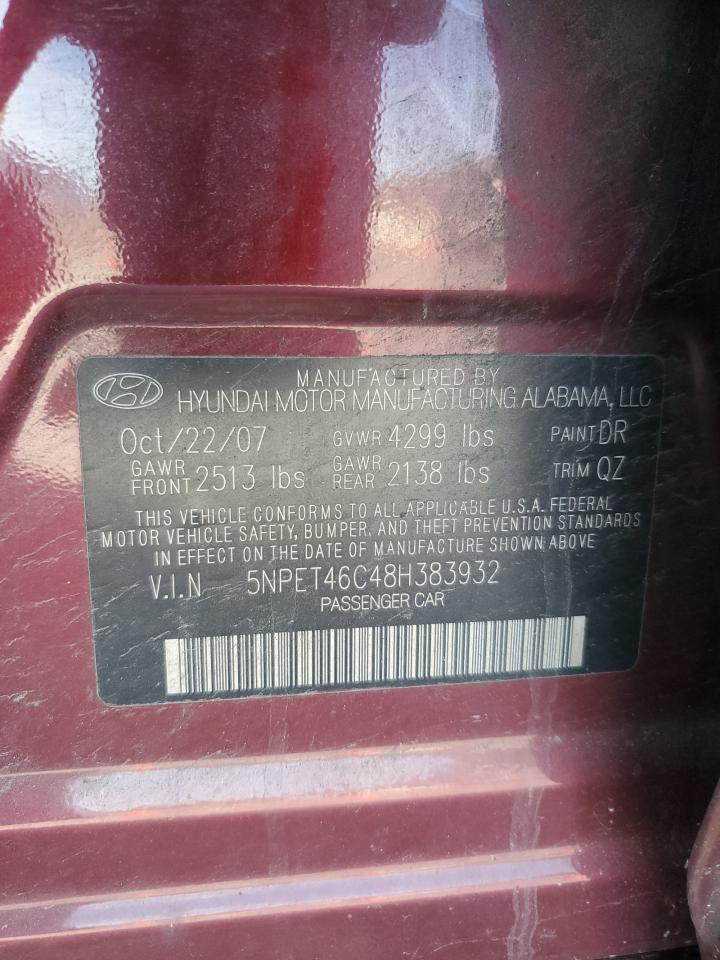 MANUFACTURED BY
HYUNDAI MOTOR MANUFACTURING ALABAMA, LLC
Oct/22/07 GVWR 4299 lbs PAINT DR
GAWR FRONT 2513 lbs GAWR REAR 2138 lbs TRIM QZ
THIS VEHICLE CONFORMS TO ALL APPLICABLE U.S.A. FEDERAL
MOTOR VEHICLE SAFETY, BUMPER, AND THEFT PREVENTION STANDARDS
IN EFFECT ON THE DATE OF MANUFACTURE SHOWN ABOVE
V.I.N 5NPET46C48H383932
PASSENGER CAR